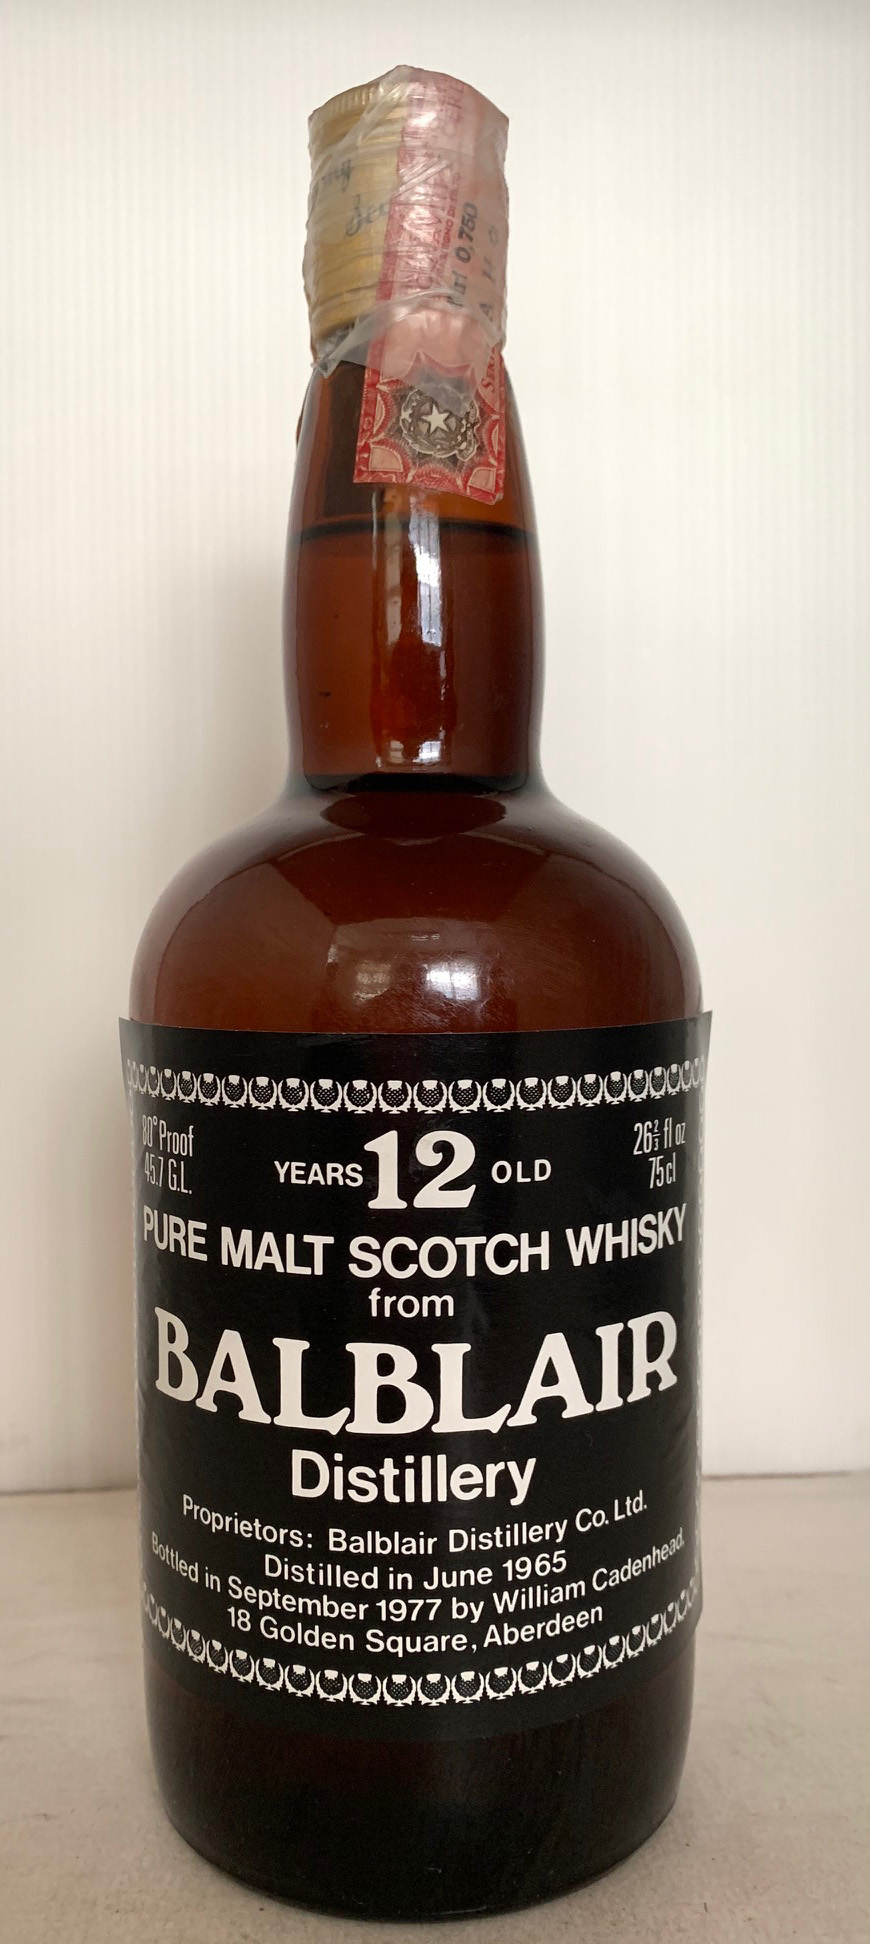 0,750
80° Proof
45.7 G.L.
YEARS 12 OLD
26⅔ fl oz
75cl
PURE MALT SCOTCH WHISKY
from
BALBLAIR
Distillery
Proprietors: Balblair Distillery Co. Ltd.
Distilled in June 1965
Bottled in September 1977 by William Cadenhead.
18 Golden Square, Aberdeen